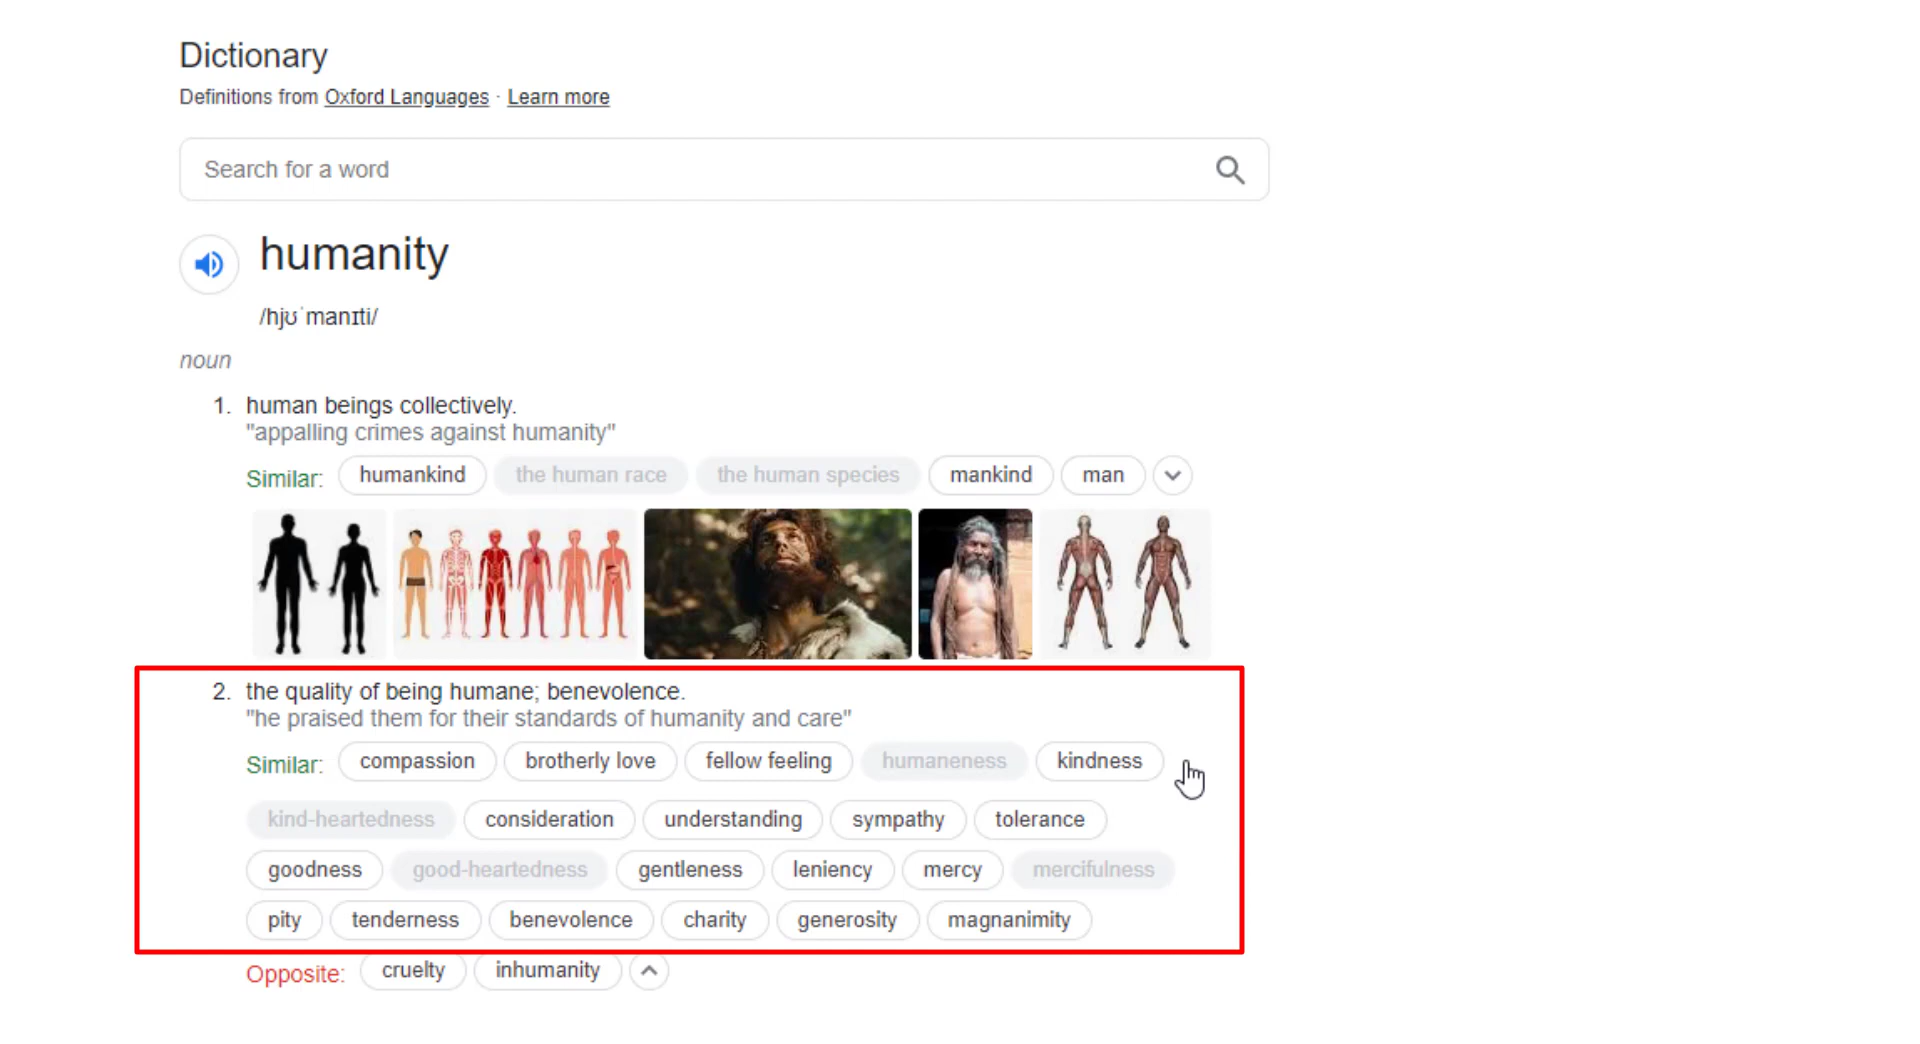 Dictionary
Definitions from Oxford Languages · Learn more
Search for a word
humanity
/hjʊˈmanɪti/
noun
1. human beings collectively.
"appalling crimes against humanity"
Similar: humankind the human race the human species mankind man
2. the quality of being humane; benevolence.
"he praised them for their standards of humanity and care"
Similar: compassion brotherly love fellow feeling humaneness kindness
kind-heartedness consideration understanding sympathy tolerance
goodness good-heartedness gentleness leniency mercy mercifulness
pity tenderness benevolence charity generosity magnanimity
Opposite: cruelty inhumanity